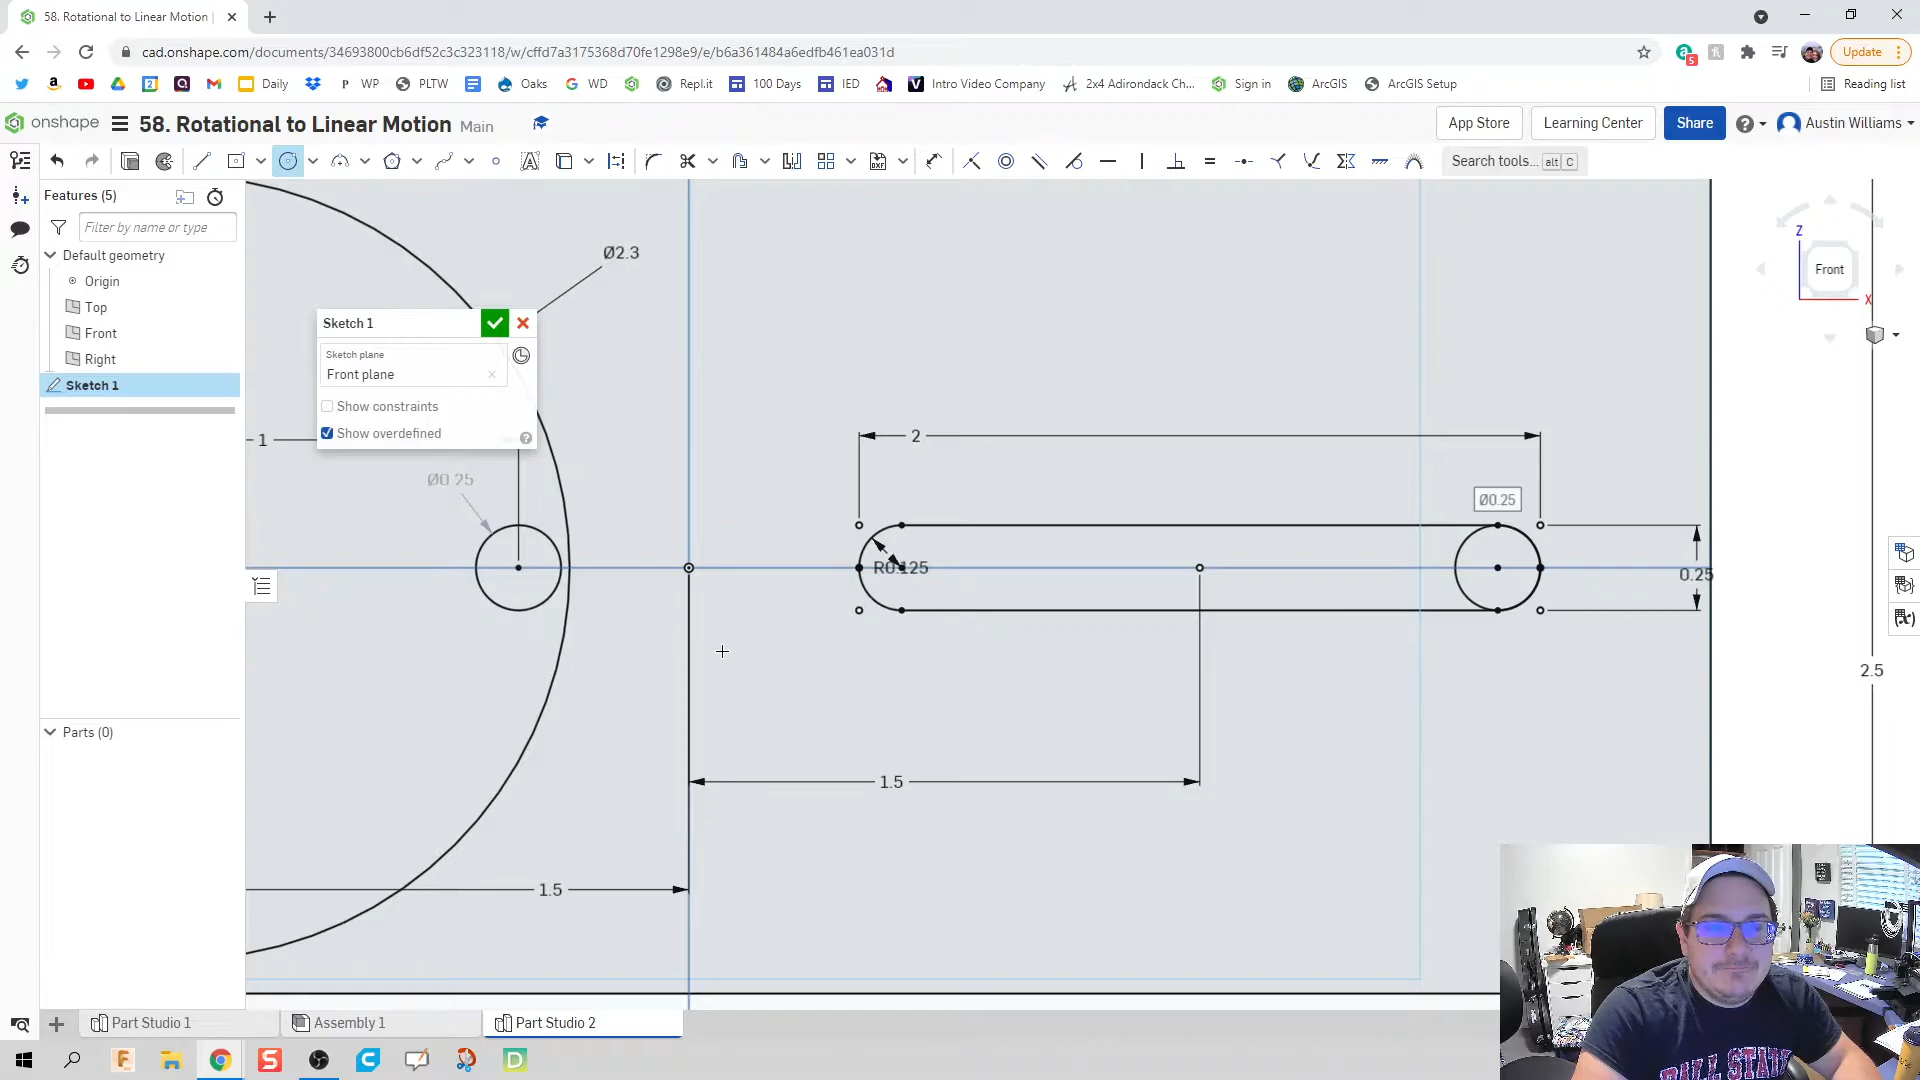 58. Rotational to Linear Motion |
cad.onshape.com/documents/34693800cb6df52c3c323118/w/cffd7a3175368d70fe1298e9/e/b6a361484a6edfb461ea031d
5
Update
Daily
P WP
PLTW
Oaks
G WD
Repl.it
100 Days
IED
Intro Video Company
2x4 Adirondack Ch...
Sign in
ArcGIS
ArcGIS Setup
Reading list
onshape
58. Rotational to Linear Motion Main
App Store
Learning Center
Share
Austin Williams
Search tools... alt C
Features (5)
Filter by name or type
Default geometry
Origin
Top
Front
Right
Sketch 1
Parts (0)
Sketch 1
Sketch plane
Front plane
Show constraints
Show overdefined
Ø2.3
1
Ø0.25
2
Ø0.25
R0.125
0.25
1.5
1.5
2.5
Z
Front
X
Part Studio 1
Assembly 1
Part Studio 2
BALL STATE